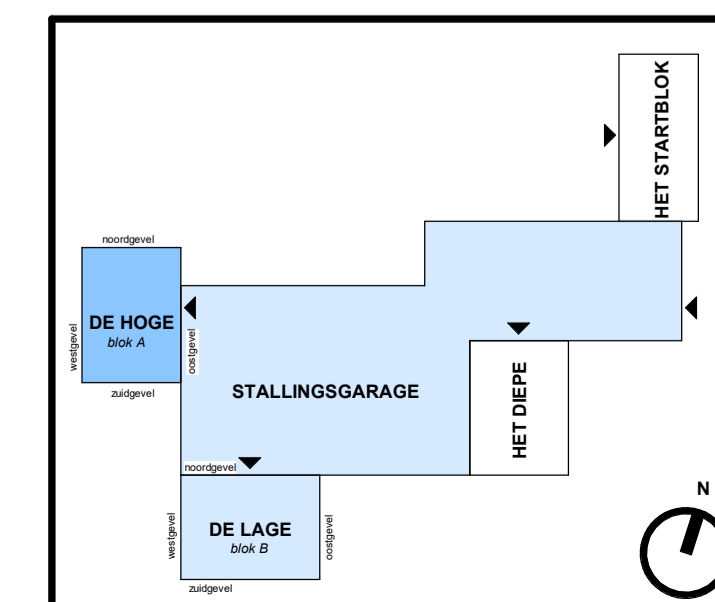 HET STARTBLOK
noordgevel
DE HOGE
blok A
westgevel
oostgevel
zuidgevel
STALLINGSGARAGE
HET DIEPE
noordgevel
DE LAGE
blok B
westgevel
oostgevel
zuidgevel
N